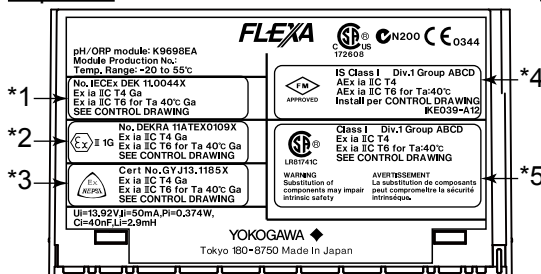 FLEXA
pH/ORP module: K9698EA
Module Production No.:
Temp. Range: -20 to 55℃
C US
172608
® N200 CE 0344
*1
No. IECEx DEK 11.0044X
Ex ia IIC T4 Ga
Ex ia IIC T6 for Ta 40℃ Ga
SEE CONTROL DRAWING
*2
Ex II 1G
No. DEKRA 11ATEX0109X
Ex ia IIC T4 Ga
Ex ia IIC T6 for Ta 40℃ Ga
SEE CONTROL DRAWING
*3
Ex
NEPSI
Cert No.GYJ13.1185X
Ex ia IIC T4 Ga
Ex ia IIC T6 for Ta 40℃ Ga
SEE CONTROL DRAWING
Ui=13.92V,Ii=50mA,Pi=0.374W,
Ci=40nF,Li=2.9mH
*4
FM
APPROVED
IS Class I Div.1 Group ABCD
AEx ia IIC T4
AEx ia IIC T6 for Ta:40℃
Install per CONTROL DRAWING
IKE039-A12
*5
®
LR81741C
Class I Div.1 Group ABCD
Ex ia IIC T4
Ex ia IIC T6 for Ta:40℃
SEE CONTROL DRAWING
WARNING
Substitution of
components may impair
intrinsic safety
AVERTISSEMENT
La substitution de composants
peut compromettre la sécurité
intrinsèque.
YOKOGAWA ◆
Tokyo 180-8750 Made In Japan